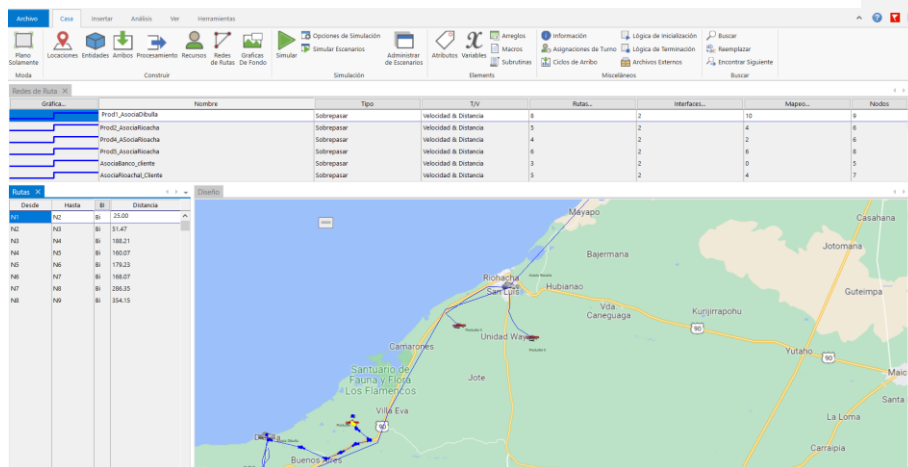 Archivo Casa Insertar Análisis Ver Herramientas
Plano Solamente
Locaciones Entidades Arribos Procesamiento Recursos Redes de Rutas Graficas De Fondo
Simular
Opciones de Simulación
Simular Escenarios
Administrar de Escenarios
Atributos Variables
Arreglos
Macros
Subrutinas
Información
Asignaciones de Turno
Ciclos de Arribo
Lógica de Inicialización
Lógica de Terminación
Archivos Externos
Buscar
Reemplazar
Encontrar Siguiente
Moda Construir Simulación Elements Misceláneos Buscar
Redes de Ruta
Gráfica... Nombre Tipo T/V Rutas... Interfaces... Mapeo... Nodos
Prod1_AsociaDibulla Sobrepasar Velocidad & Distancia 8 2 10 9
Prod2_AsociaRioacha Sobrepasar Velocidad & Distancia 5 2 4 6
Prod4_ASociaRioacha Sobrepasar Velocidad & Distancia 4 2 2 6
Prod5_AsociaRioacha Sobrepasar Velocidad & Distancia 6 2 6 8
AsociaBanco_cliente Sobrepasar Velocidad & Distancia 3 2 0 5
AsociaRioachaI_Cliente Sobrepasar Velocidad & Distancia 5 2 4 7
Rutas
Diseño
Desde Hasta BI Distancia
N1 N2 Bi 25.00
N2 N3 Bi 51.47
N3 N4 Bi 188.21
N4 N5 Bi 160.07
N5 N6 Bi 179.23
N6 N7 Bi 168.07
N7 N8 Bi 286.35
N8 N9 Bi 354.15
Mayapo
Casahana
Jotomana
Bajermana
Riohacha
San Luis
Hubianao
Guteimpa
Vda. Caneguaga
Kunjirrapohu
90
Unidad Way
Camarones
Yutaho
90
Maic
Santuario de Fauna y Flora Los Flamencos
Jote
Santa
Villa Eva
La Loma
90
Carraipia
Buenos Aires